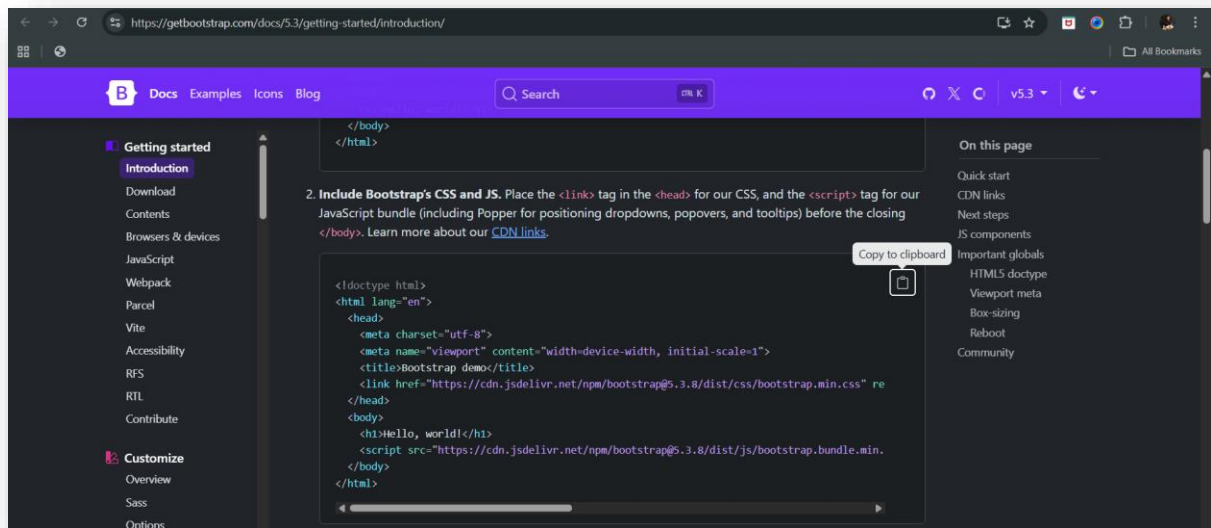 https://getbootstrap.com/docs/5.3/getting-started/introduction/
All Bookmarks
B Docs Examples Icons Blog
Search
CTRL K
v5.3
Getting started
Introduction
Download
Contents
Browsers & devices
JavaScript
Webpack
Parcel
Vite
Accessibility
RFS
RTL
Contribute
Customize
Overview
Sass
Options
</body>
</html>
2. Include Bootstrap's CSS and JS. Place the <link> tag in the <head> for our CSS, and the <script> tag for our
JavaScript bundle (including Popper for positioning dropdowns, popovers, and tooltips) before the closing
</body>. Learn more about our CDN links.
Copy to clipboard
<!doctype html>
<html lang="en">
<head>
<meta charset="utf-8">
<meta name="viewport" content="width=device-width, initial-scale=1">
<title>Bootstrap demo</title>
<link href="https://cdn.jsdelivr.net/npm/bootstrap@5.3.8/dist/css/bootstrap.min.css" re
</head>
<body>
<h1>Hello, world!</h1>
<script src="https://cdn.jsdelivr.net/npm/bootstrap@5.3.8/dist/js/bootstrap.bundle.min.
</body>
</html>
On this page
Quick start
CDN links
Next steps
JS components
Important globals
HTML5 doctype
Viewport meta
Box-sizing
Reboot
Community